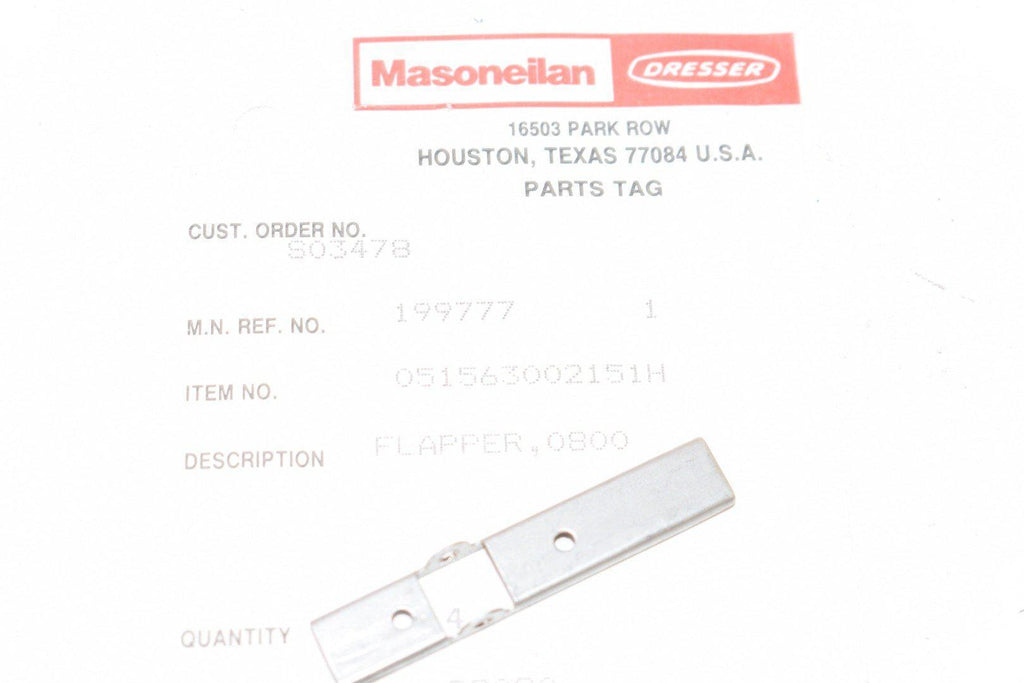 Masoneilan DRESSER
16503 PARK ROW
HOUSTON, TEXAS 77084 U.S.A.
PARTS TAG
CUST. ORDER NO.
S03478
M.N. REF. NO. 199777 1
ITEM NO. 051563002151H
DESCRIPTION FLAPPER,0800
QUANTITY 4